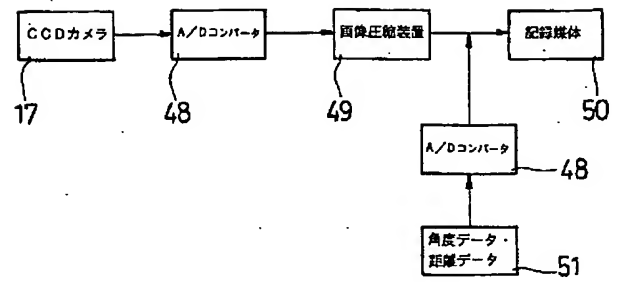 CCDカメラ
A/Dコンバータ
画像圧縮装置
記録媒体
17
48
49
50
A/Dコンバータ
48
角度データ・
距離データ
51